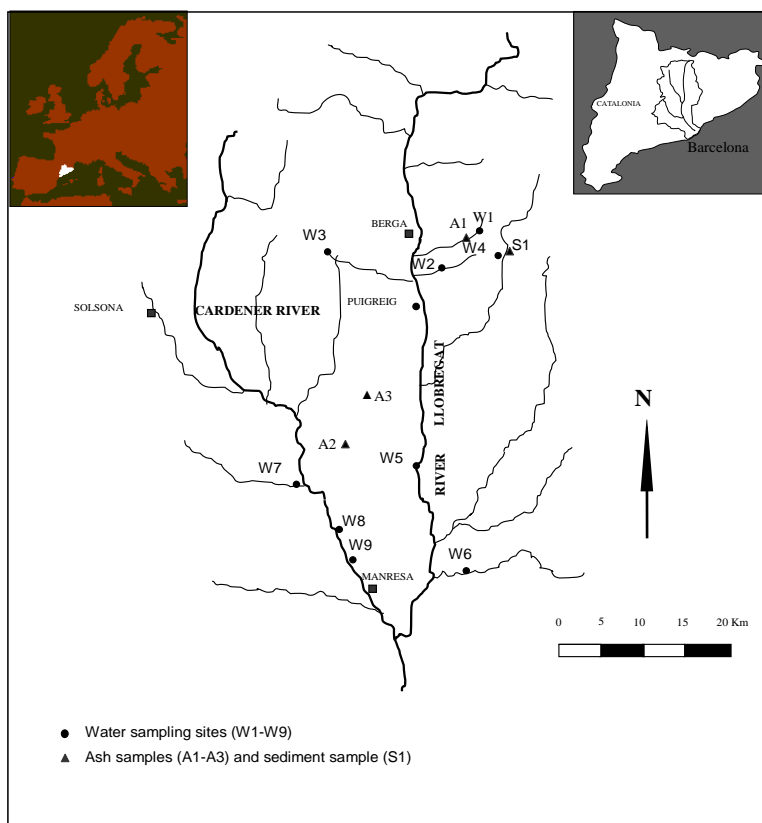 CATALONIA
Barcelona
BERGA
A1
W1
W3
W4
S1
W2
SOLSONA
CARDENER RIVER
PUIGREIG
RIVER LLOBREGAT
A3
N
A2
W5
W7
W8
W9
W6
MANRESA
0 5 10 15 20 Km
Water sampling sites (W1-W9)
Ash samples (A1-A3) and sediment sample (S1)